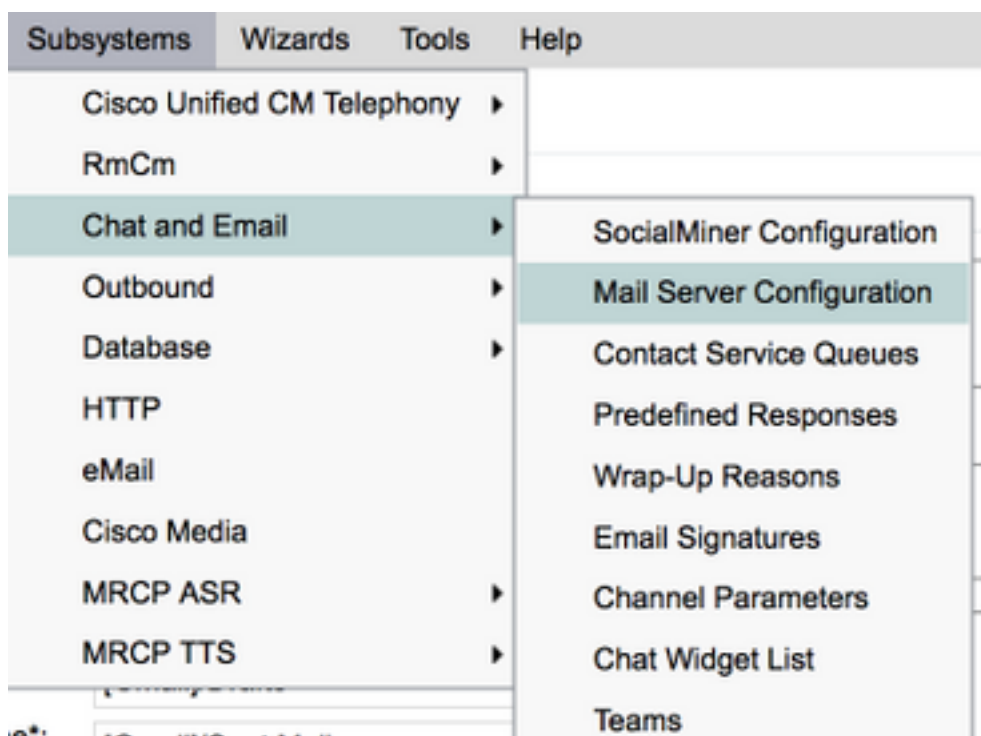 Subsystems Wizards Tools Help
Cisco Unified CM Telephony
RmCm
Chat and Email
Outbound
Database
HTTP
eMail
Cisco Media
MRCP ASR
MRCP TTS
SocialMiner Configuration
Mail Server Configuration
Contact Service Queues
Predefined Responses
Wrap-Up Reasons
Email Signatures
Channel Parameters
Chat Widget List
Teams